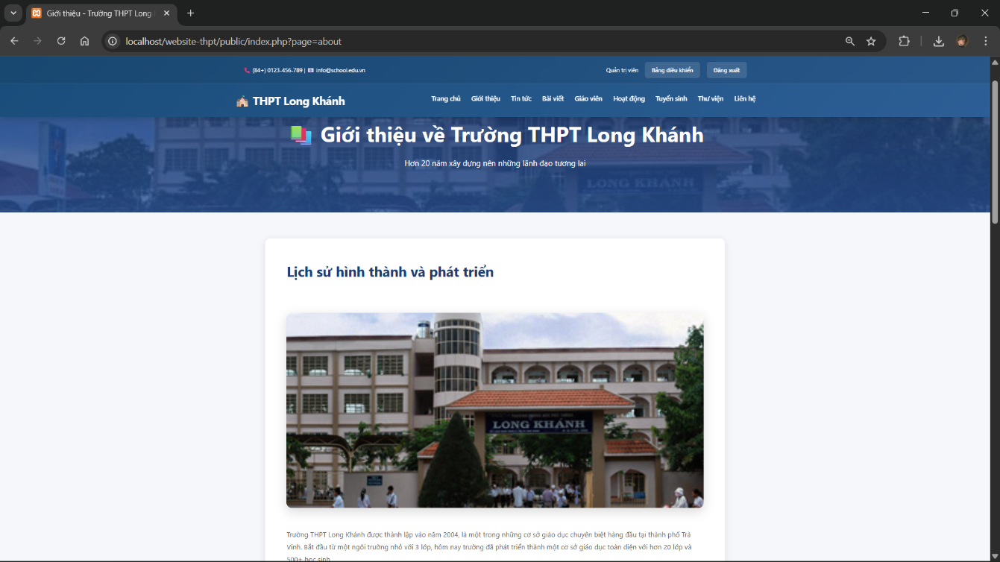 Giới thiệu - Trường THPT Long
localhost/website-thpt/public/index.php?page=about
(84+) 0123-456-789 | info@school.edu.vn
Quản trị viên Bảng điều khiển Đăng xuất
THPT Long Khánh
Trang chủ Giới thiệu Tin tức Bài viết Giáo viên Hoạt động Tuyển sinh Thư viện Liên hệ
Giới thiệu về Trường THPT Long Khánh
Hơn 20 năm xây dựng nên những lãnh đạo tương lai
LONG KHÁNH
Lịch sử hình thành và phát triển
LONG KHÁNH
Trường THPT Long Khánh được thành lập vào năm 2004, là một trong những cơ sở giáo dục chuyên biệt hàng đầu tại thành phố Trà
Vinh. Bắt đầu từ một ngôi trường nhỏ với 3 lớp, hôm nay trường đã phát triển thành một cơ sở giáo dục toàn diện với hơn 20 lớp và
500+ học sinh.